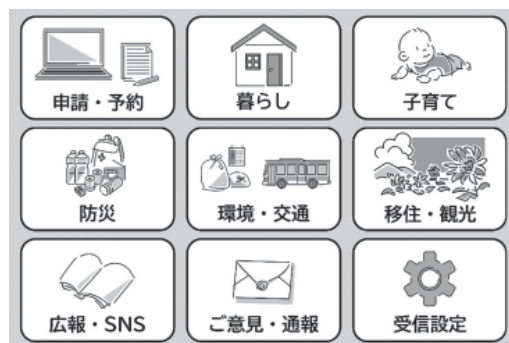 申請・予約
暮らし
子育て
防災
環境・交通
移住・観光
広報・SNS
ご意見・通報
受信設定